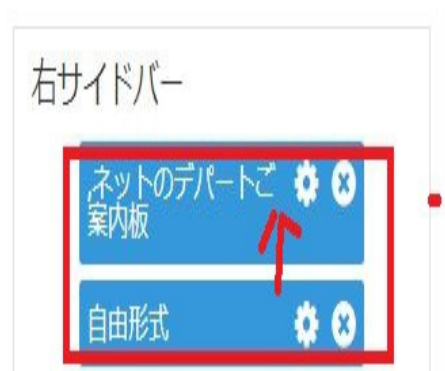 右サイドバー
ネットのデパートご
案内板
自由形式